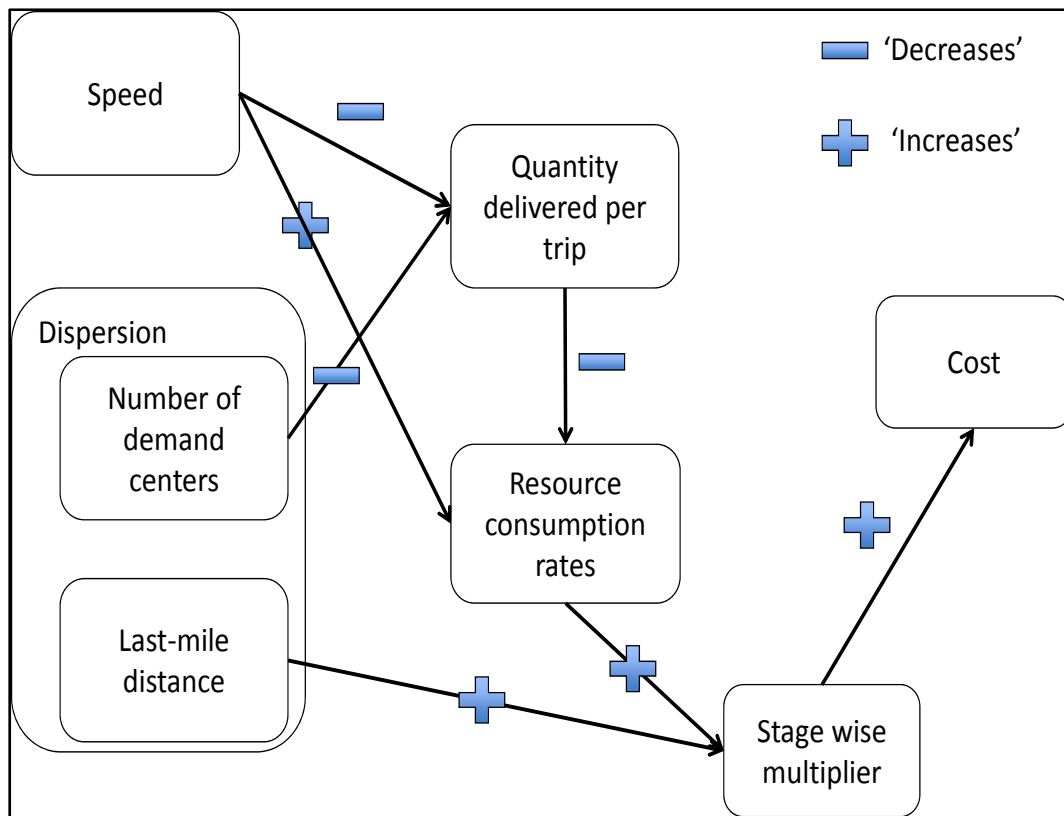 Speed
‘Decreases’
‘Increases’
Quantity
delivered per
trip
Dispersion
Number of
demand
centers
Cost
Resource
consumption
rates
Last-mile
distance
Stage wise
multiplier